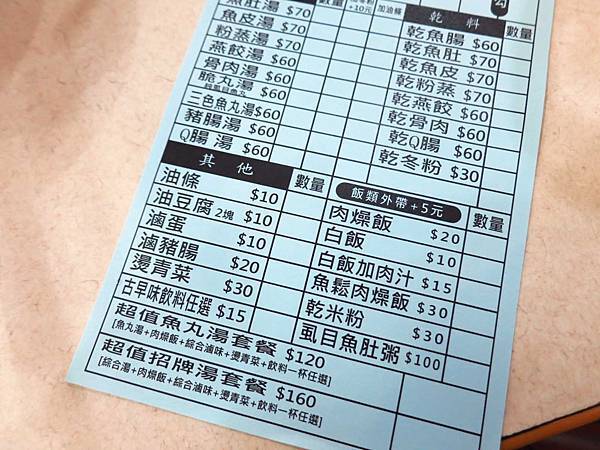 魚肚湯 $70
數量
+10元
加油條
勾
魚皮湯 $70
粉蒸湯 $70
燕餃湯 $60
骨肉湯 $60
脆丸湯 $60
三色魚丸湯 $60
豬腸湯 $60
Q腸湯 $60
乾料 數量
乾魚腸 $60
乾魚肚 $70
乾魚皮 $70
乾粉蒸 $70
乾燕餃 $60
乾骨肉 $60
乾Q腸 $60
乾冬粉 $30
其他 數量
油條 $10
油豆腐 2塊 $10
滷蛋 $10
滷豬腸 $20
燙青菜 $30
古早味飲料任選 $15
飯類外帶+5元 數量
肉燥飯 $20
白飯 $10
白飯加肉汁 $15
魚鬆肉燥飯 $30
乾米粉 $30
虱目魚肚粥 $100
超值魚丸湯套餐 $120
[魚丸湯+肉燥飯+綜合滷味+燙青菜+飲料一杯任選]
超值招牌湯套餐 $160
[綜合湯+肉燥飯+綜合滷味+燙青菜+飲料一杯任選]